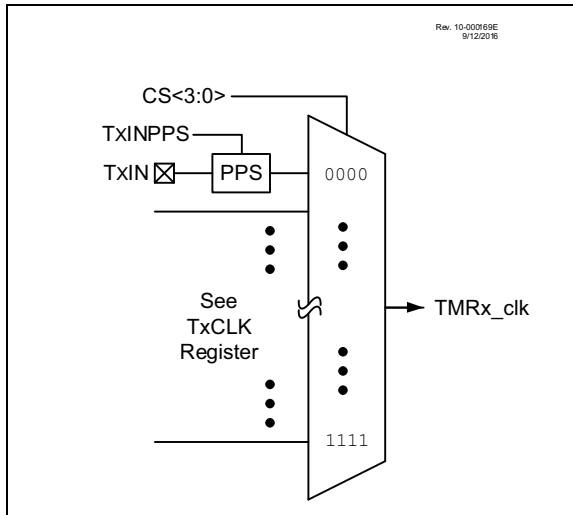 Rev. 10-000169E
9/12/2016
CS<3:0>
TxINPPS
TxIN
PPS
0000
See
TxCLK
Register
TMRx_clk
1111